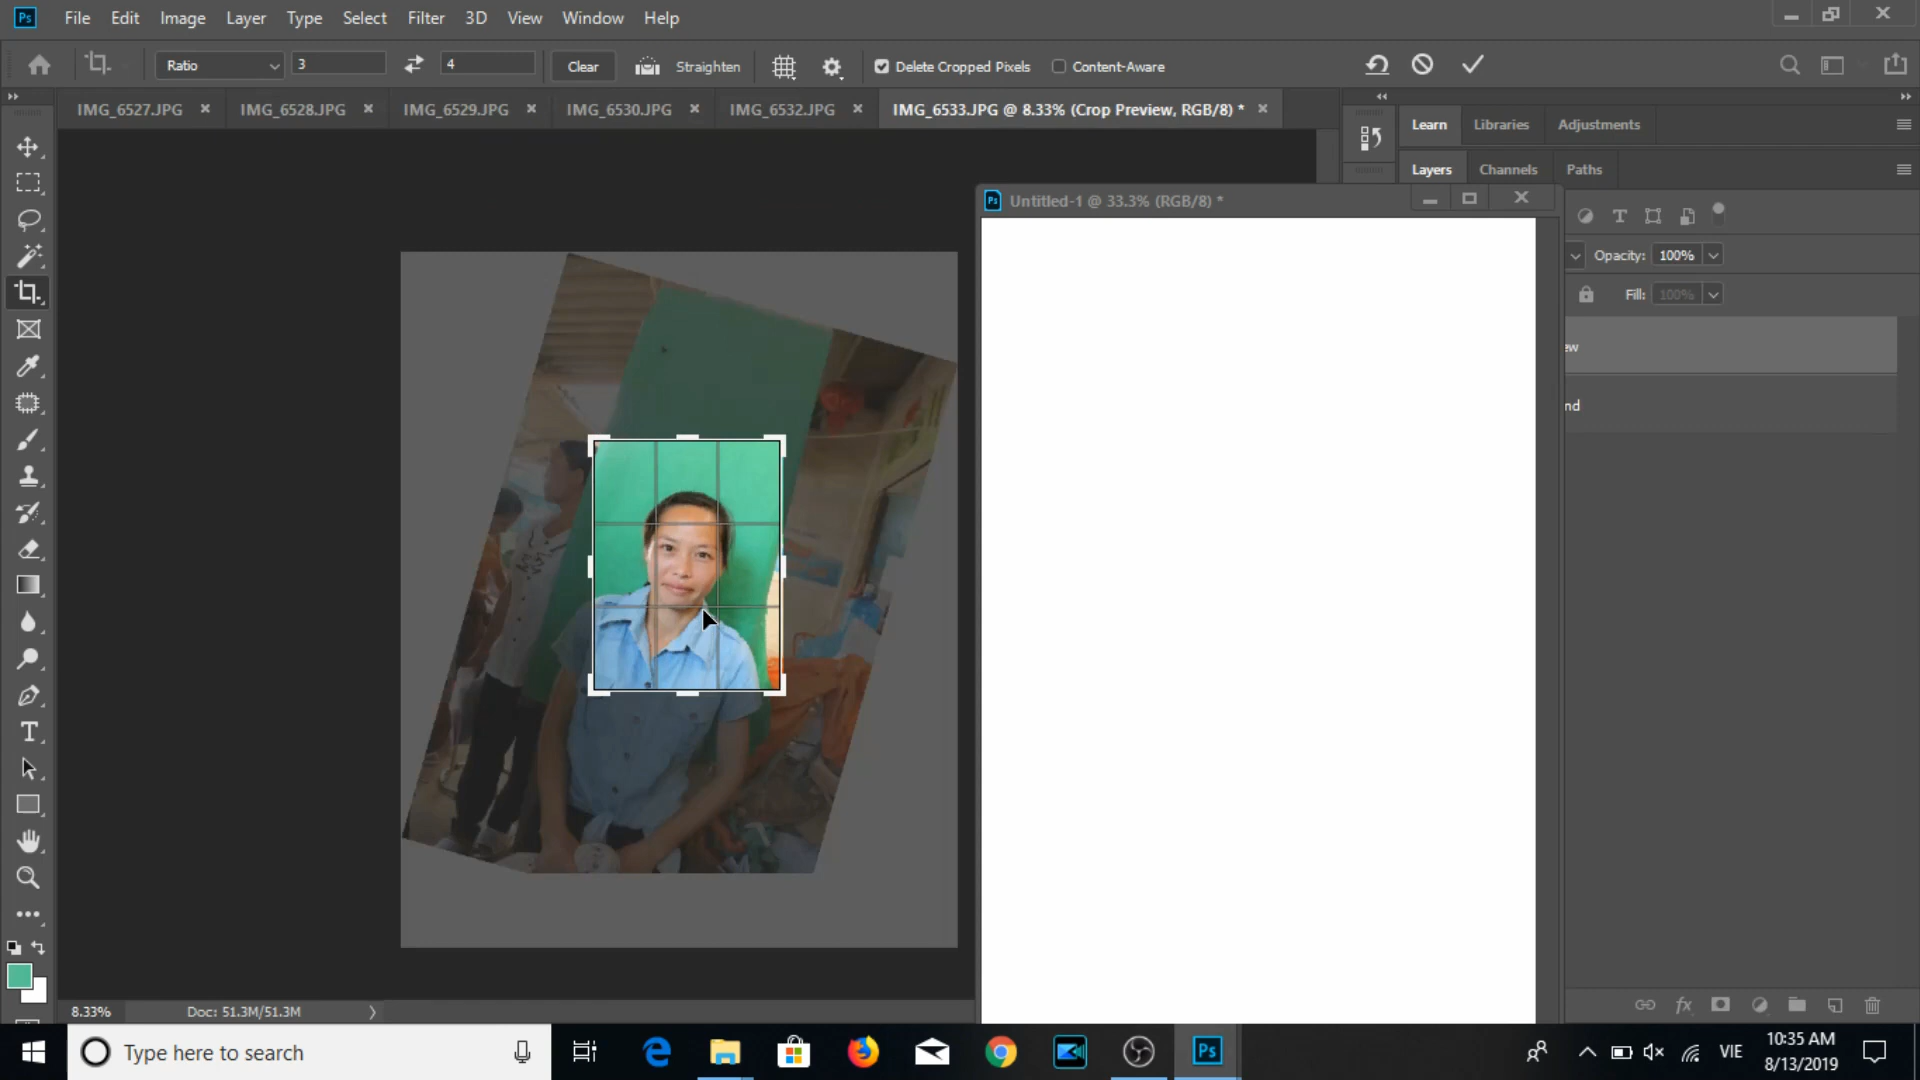 Ps File Edit Image Layer Type Select Filter 3D View Window Help
Ratio 3 4 Clear Straighten Delete Cropped Pixels Content-Aware
IMG_6527.JPG IMG_6528.JPG IMG_6529.JPG IMG_6530.JPG IMG_6532.JPG IMG_6533.JPG @ 8.33% (Crop Preview, RGB/8) *
Learn Libraries Adjustments
Layers Channels Paths
Ps Untitled-1 @ 33.3% (RGB/8) *
Opacity: 100%
Fill: 100%
ew
nd
8.33% Doc: 51.3M/51.3M
Type here to search
Ps
VIE
10:35 AM
8/13/2019